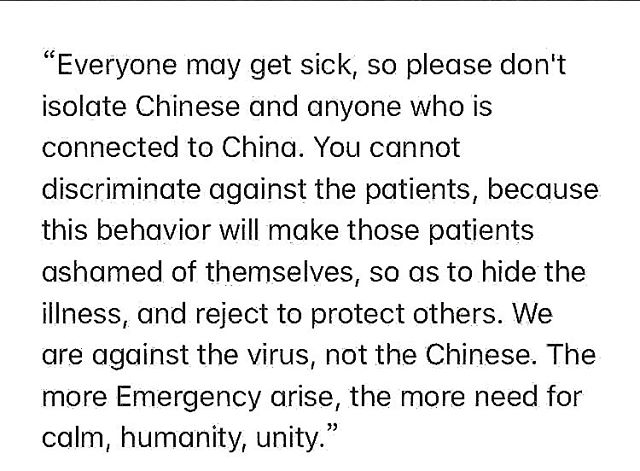 “Everyone may get sick, so please don't
isolate Chinese and anyone who is
connected to China. You cannot
discriminate against the patients, because
this behavior will make those patients
ashamed of themselves, so as to hide the
illness, and reject to protect others. We
are against the virus, not the Chinese. The
more Emergency arise, the more need for
calm, humanity, unity.”